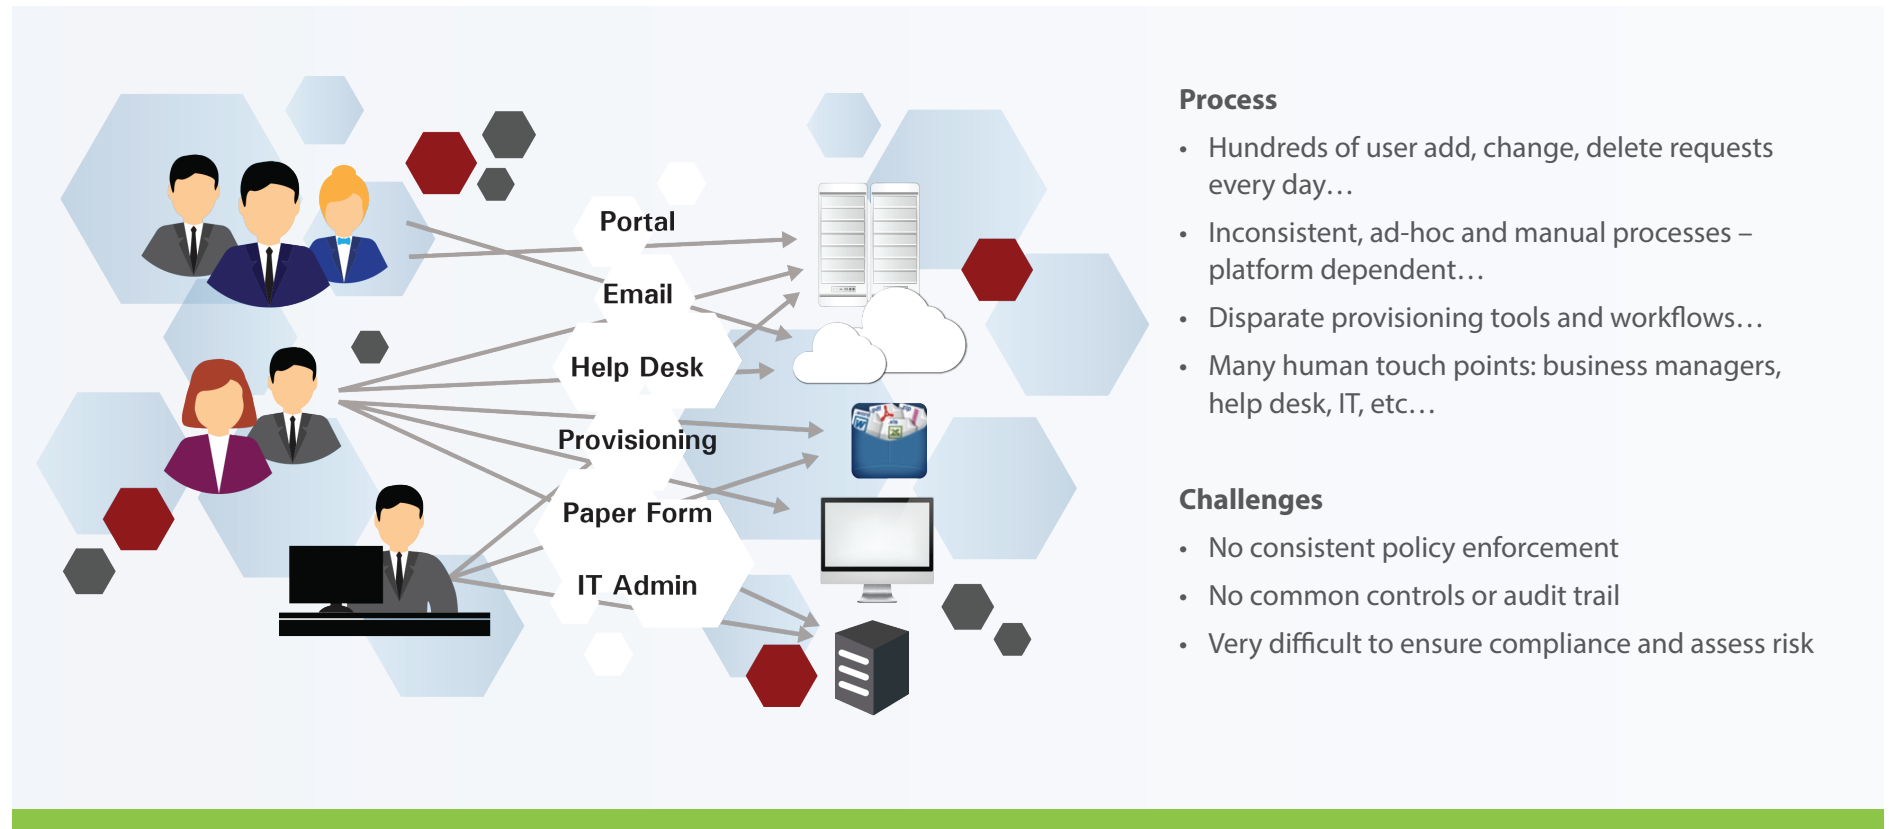 Portal
Email
Help Desk
Provisioning
Paper Form
IT Admin
Process
• Hundreds of user add, change, delete requests
every day…
• Inconsistent, ad-hoc and manual processes –
platform dependent…
• Disparate provisioning tools and workflows…
• Many human touch points: business managers,
help desk, IT, etc…
Challenges
• No consistent policy enforcement
• No common controls or audit trail
• Very difficult to ensure compliance and assess risk